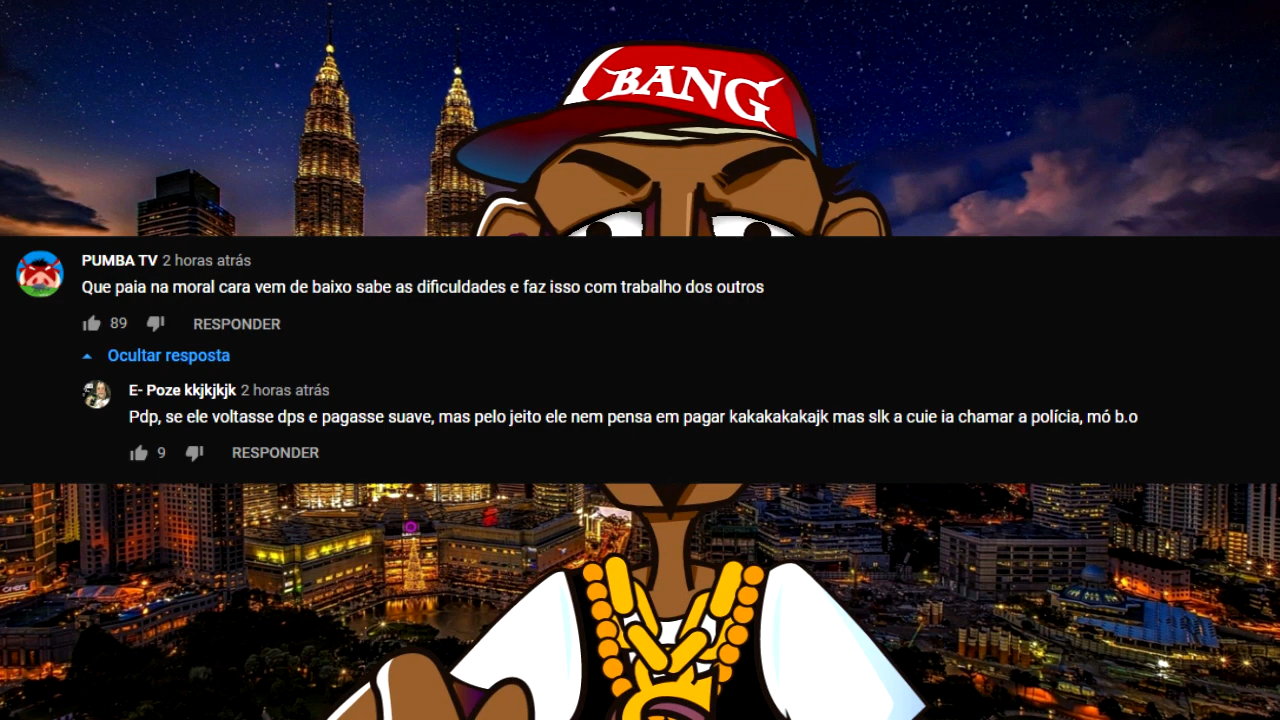 BANG
PUMBA TV 2 horas atrás
Que paia na moral cara vem de baixo sabe as dificuldades e faz isso com trabalho dos outros
89 RESPONDER
Ocultar resposta
E- Poze kkjkjkjk 2 horas atrás
Pdp, se ele voltasse dps e pagasse suave, mas pelo jeito ele nem pensa em pagar kakakakakajk mas slk a cuie ia chamar a polícia, mó b.o
9 RESPONDER